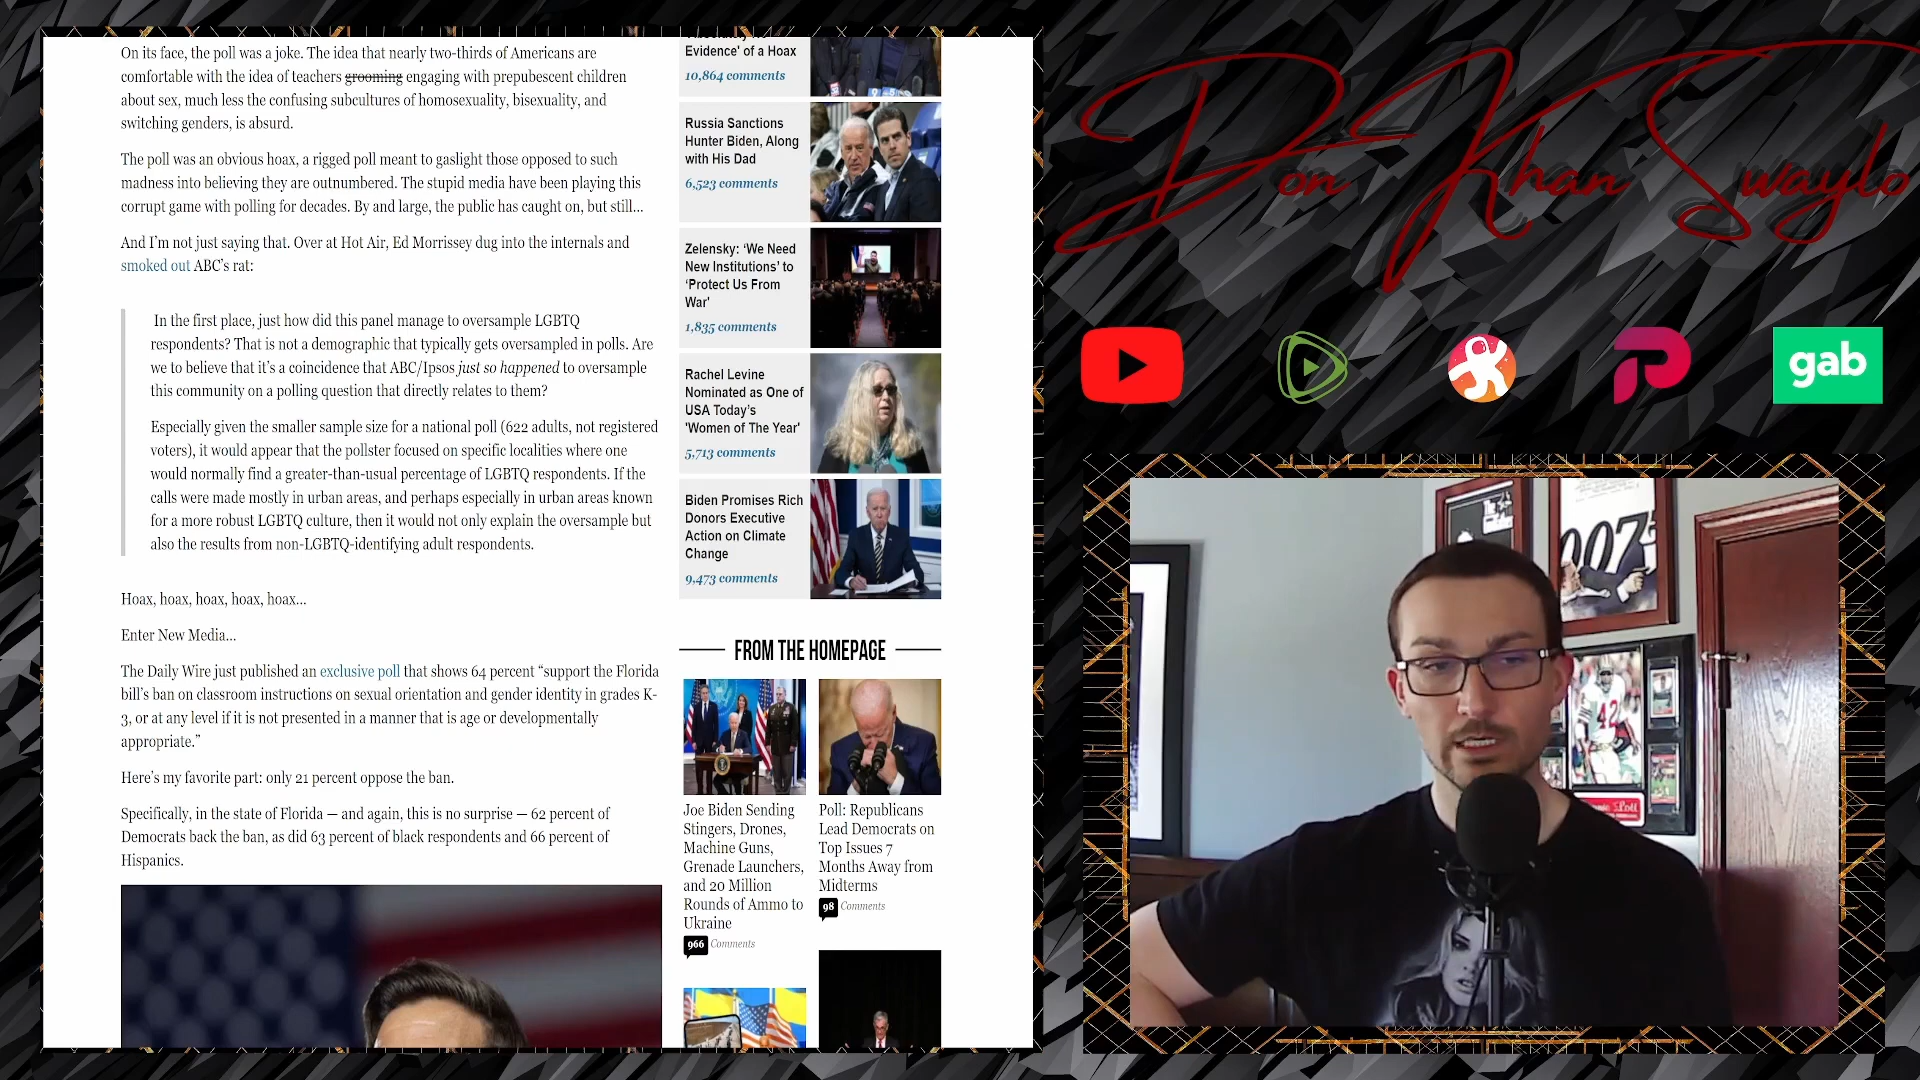 On its face, the poll was a joke. The idea that nearly two-thirds of Americans are
comfortable with the idea of teachers grooming engaging with prepubescent children
about sex, much less the confusing subcultures of homosexuality, bisexuality, and
switching genders, is absurd.
The poll was an obvious hoax, a rigged poll meant to gaslight those opposed to such
madness into believing they are outnumbered. The stupid media have been playing this
corrupt game with polling for decades. By and large, the public has caught on, but still...
And I'm not just saying that. Over at Hot Air, Ed Morrissey dug into the internals and
smoked out ABC's rat:
In the first place, just how did this panel manage to oversample LGBTQ
respondents? That is not a demographic that typically gets oversampled in polls. Are
we to believe that it's a coincidence that ABC/Ipsos just so happened to oversample
this community on a polling question that directly relates to them?
Especially given the smaller sample size for a national poll (622 adults, not registered
voters), it would appear that the pollster focused on specific localities where one
would normally find a greater-than-usual percentage of LGBTQ respondents. If the
calls were made mostly in urban areas, and perhaps especially in urban areas known
for a more robust LGBTQ culture, then it would not only explain the oversample but
also the results from non-LGBTQ-identifying adult respondents.
Hoax, hoax, hoax, hoax, hoax...
Enter New Media...
The Daily Wire just published an exclusive poll that shows 64 percent “support the Florida
bill's ban on classroom instructions on sexual orientation and gender identity in grades K-
3, or at any level if it is not presented in a manner that is age or developmentally
appropriate.”
Here's my favorite part: only 21 percent oppose the ban.
Specifically, in the state of Florida — and again, this is no surprise — 62 percent of
Democrats back the ban, as did 63 percent of black respondents and 66 percent of
Hispanics.
Evidence' of a Hoax
10,864 comments
Russia Sanctions
Hunter Biden, Along
with His Dad
6,523 comments
Zelensky: ‘We Need
New Institutions’ to
‘Protect Us From
War’
1,835 comments
Rachel Levine
Nominated as One of
USA Today's
'Women of The Year'
5,713 comments
Biden Promises Rich
Donors Executive
Action on Climate
Change
9,473 comments
FROM THE HOMEPAGE
Joe Biden Sending
Stingers, Drones,
Machine Guns,
Grenade Launchers,
and 20 Million
Rounds of Ammo to
Ukraine
966 Comments
Poll: Republicans
Lead Democrats on
Top Issues 7
Months Away from
Midterms
98 Comments
Don Khan Swaylo
gab
007
42